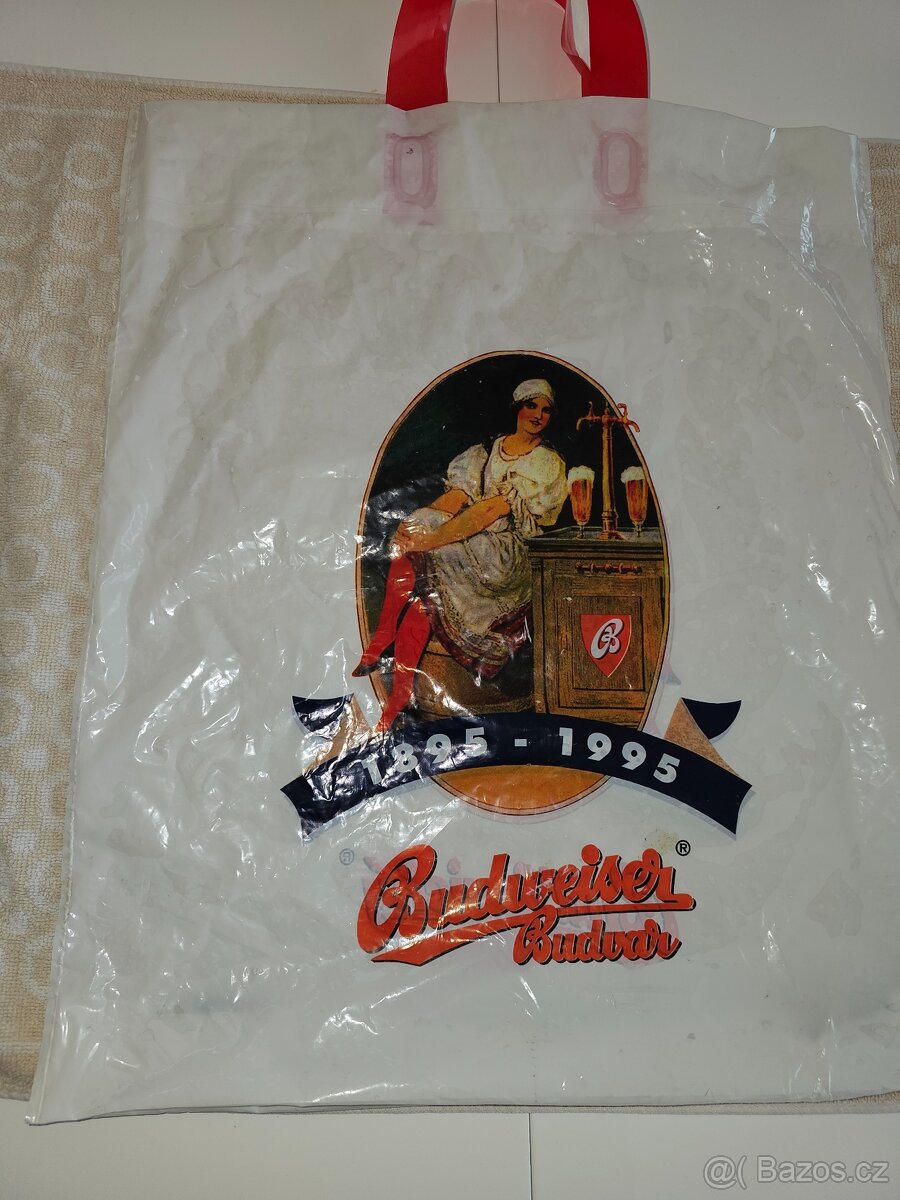 B
1895 - 1995
Budweiser ®
Budvar
@( Bazos.cz